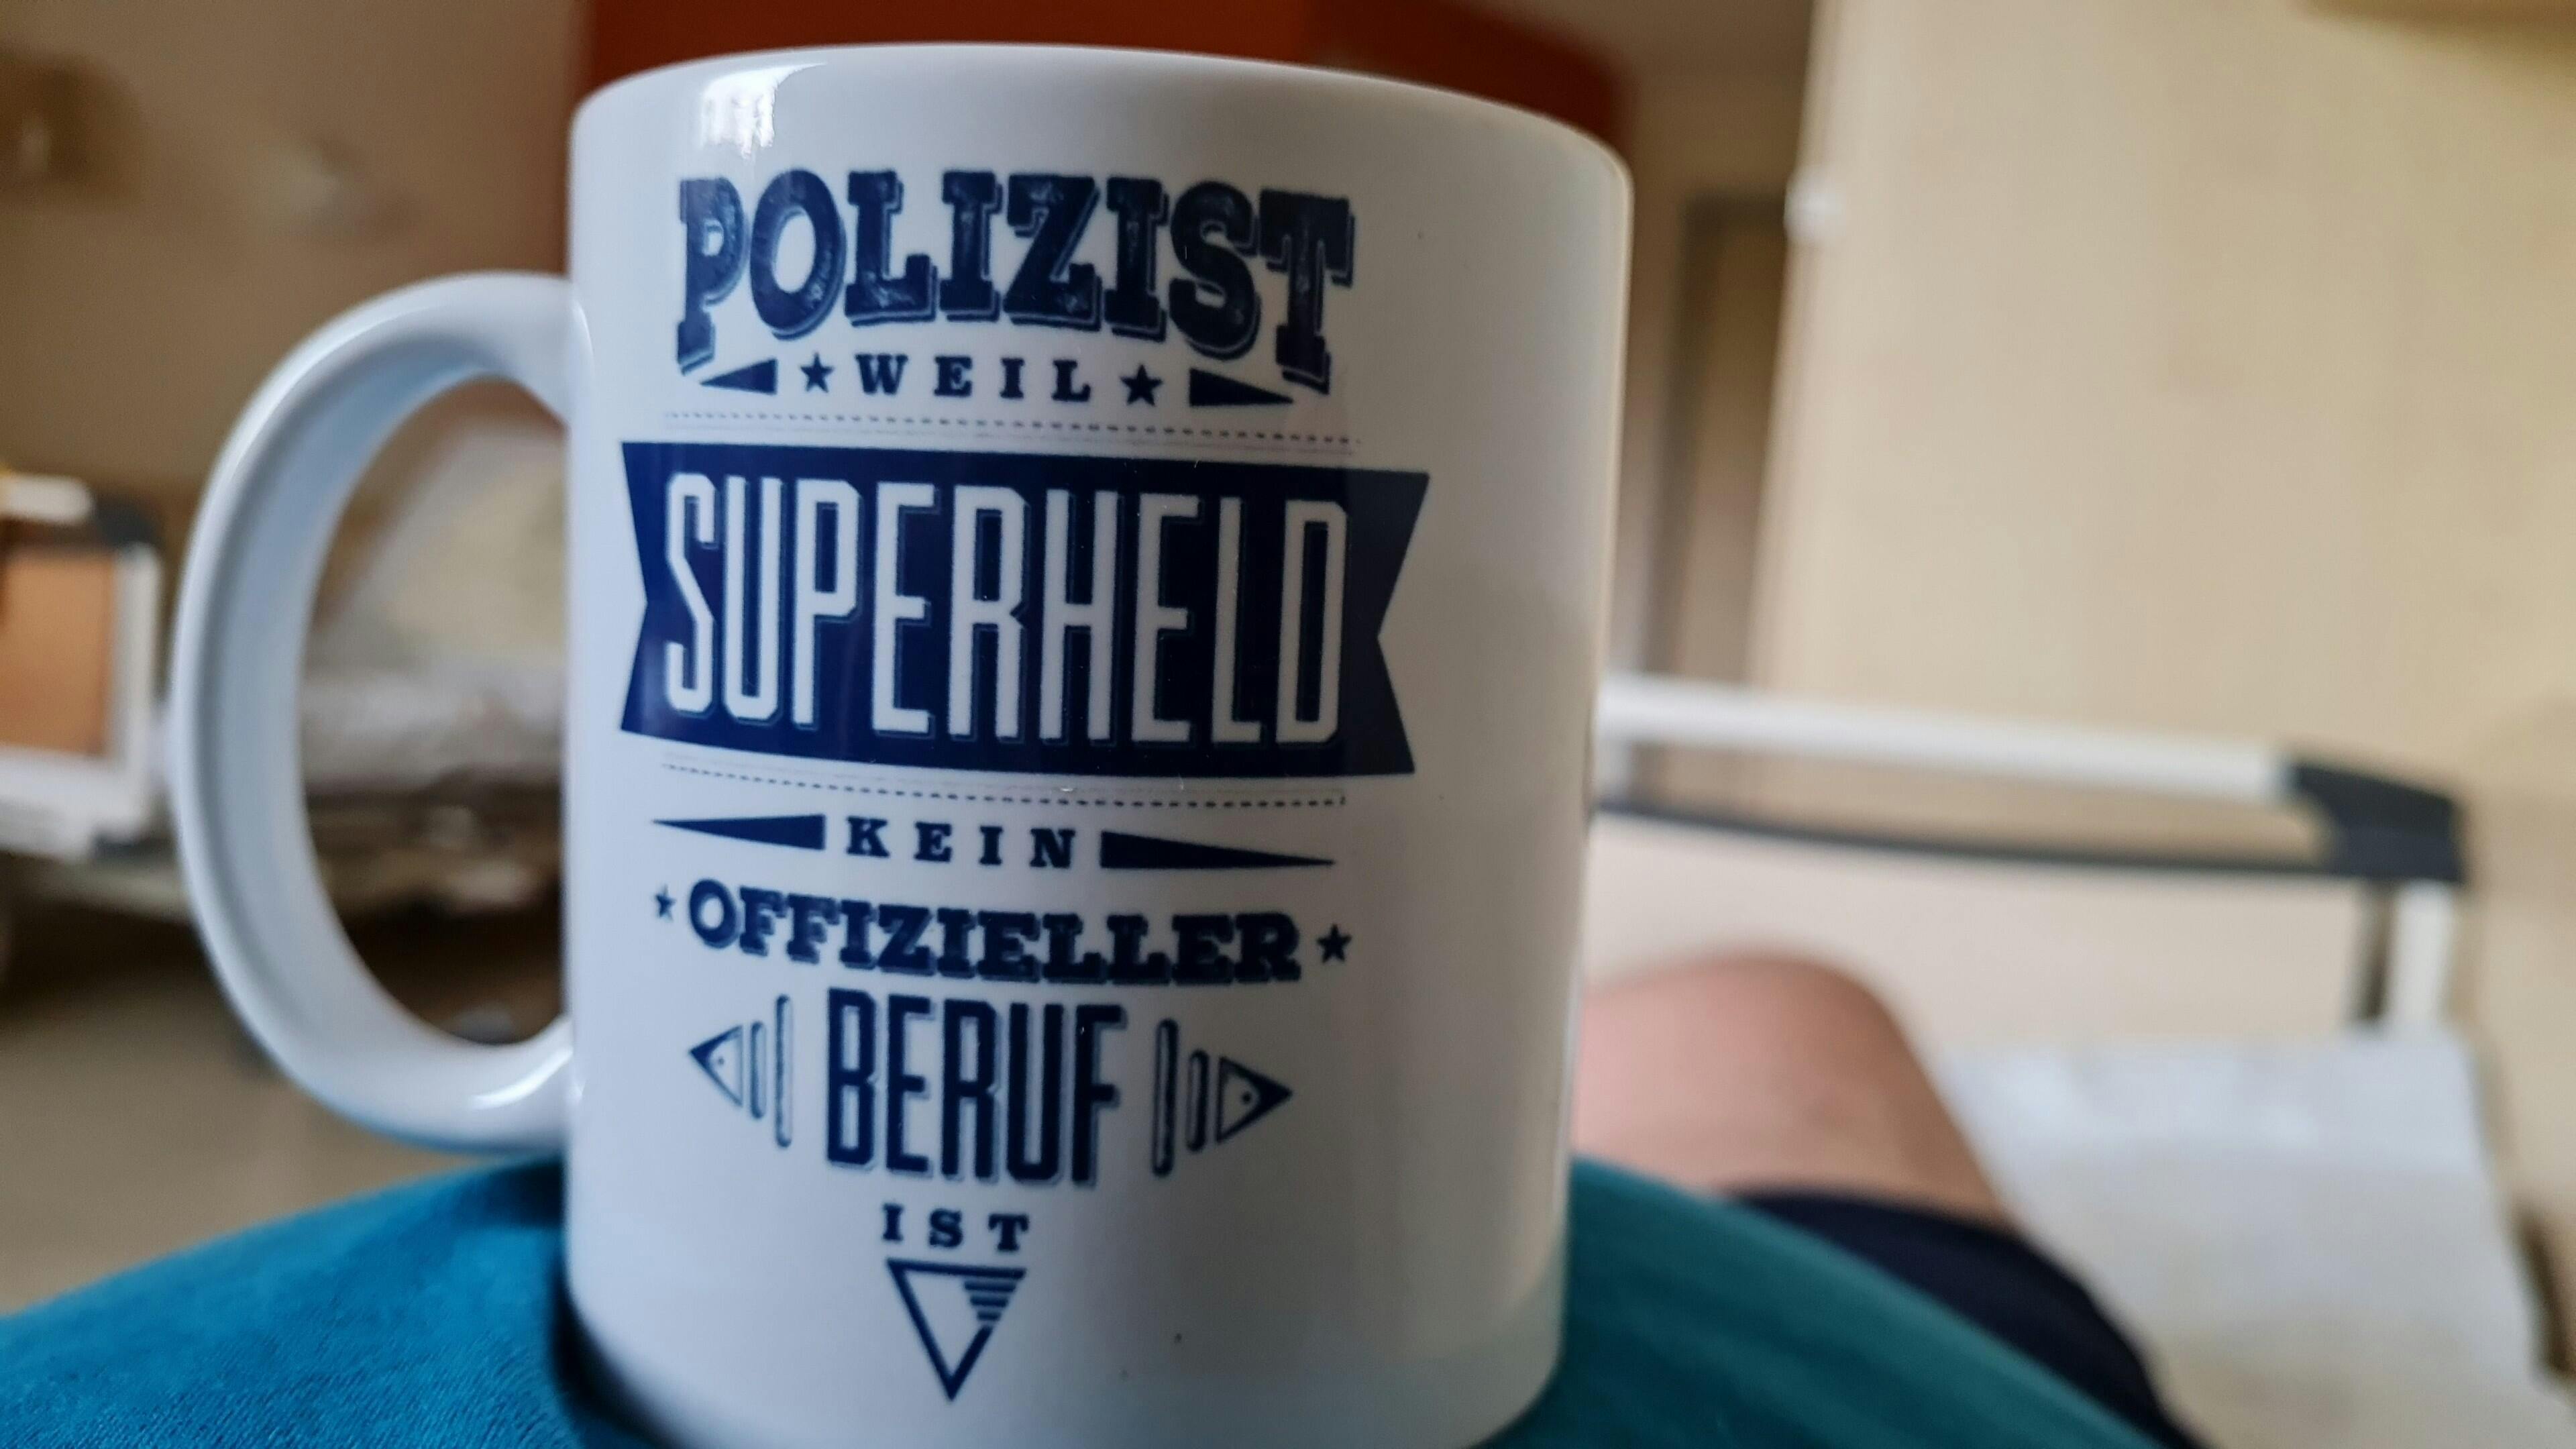 POLIZIST
WEIL
SUPERHELD
KEIN
OFFIZIELLER
BERUF
IST